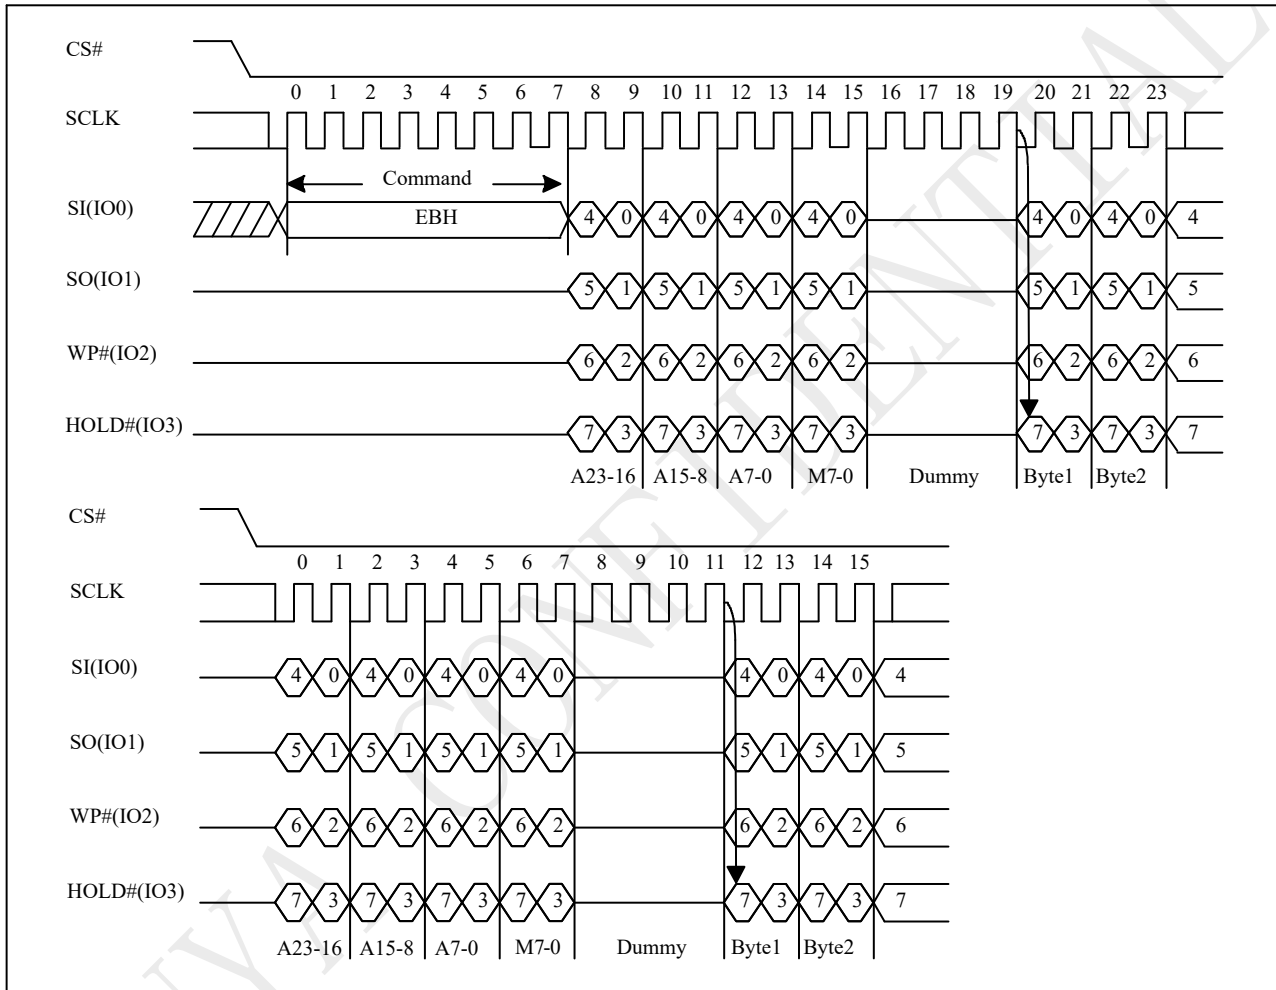 CS#
0 1 2 3 4 5 6 7 8 9 10 11 12 13 14 15 16 17 18 19 20 21 22 23
SCLK
Command
SI(IO0) EBH 4 0 4 0 4 0 4 0 4 0 4 0 4
SO(IO1) 5 1 5 1 5 1 5 1 5 1 5 1 5
WP#(IO2) 6 2 6 2 6 2 6 2 6 2 6 2 6
HOLD#(IO3) 7 3 7 3 7 3 7 3 7 3 7 3 7
A23-16 A15-8 A7-0 M7-0 Dummy Byte1 Byte2
CS#
0 1 2 3 4 5 6 7 8 9 10 11 12 13 14 15
SCLK
SI(IO0) 4 0 4 0 4 0 4 0 4 0 4 0 4
SO(IO1) 5 1 5 1 5 1 5 1 5 1 5 1 5
WP#(IO2) 6 2 6 2 6 2 6 2 6 2 6 2 6
HOLD#(IO3) 7 3 7 3 7 3 7 3 7 3 7 3 7
A23-16 A15-8 A7-0 M7-0 Dummy Byte1 Byte2
CONFIDENTIAL